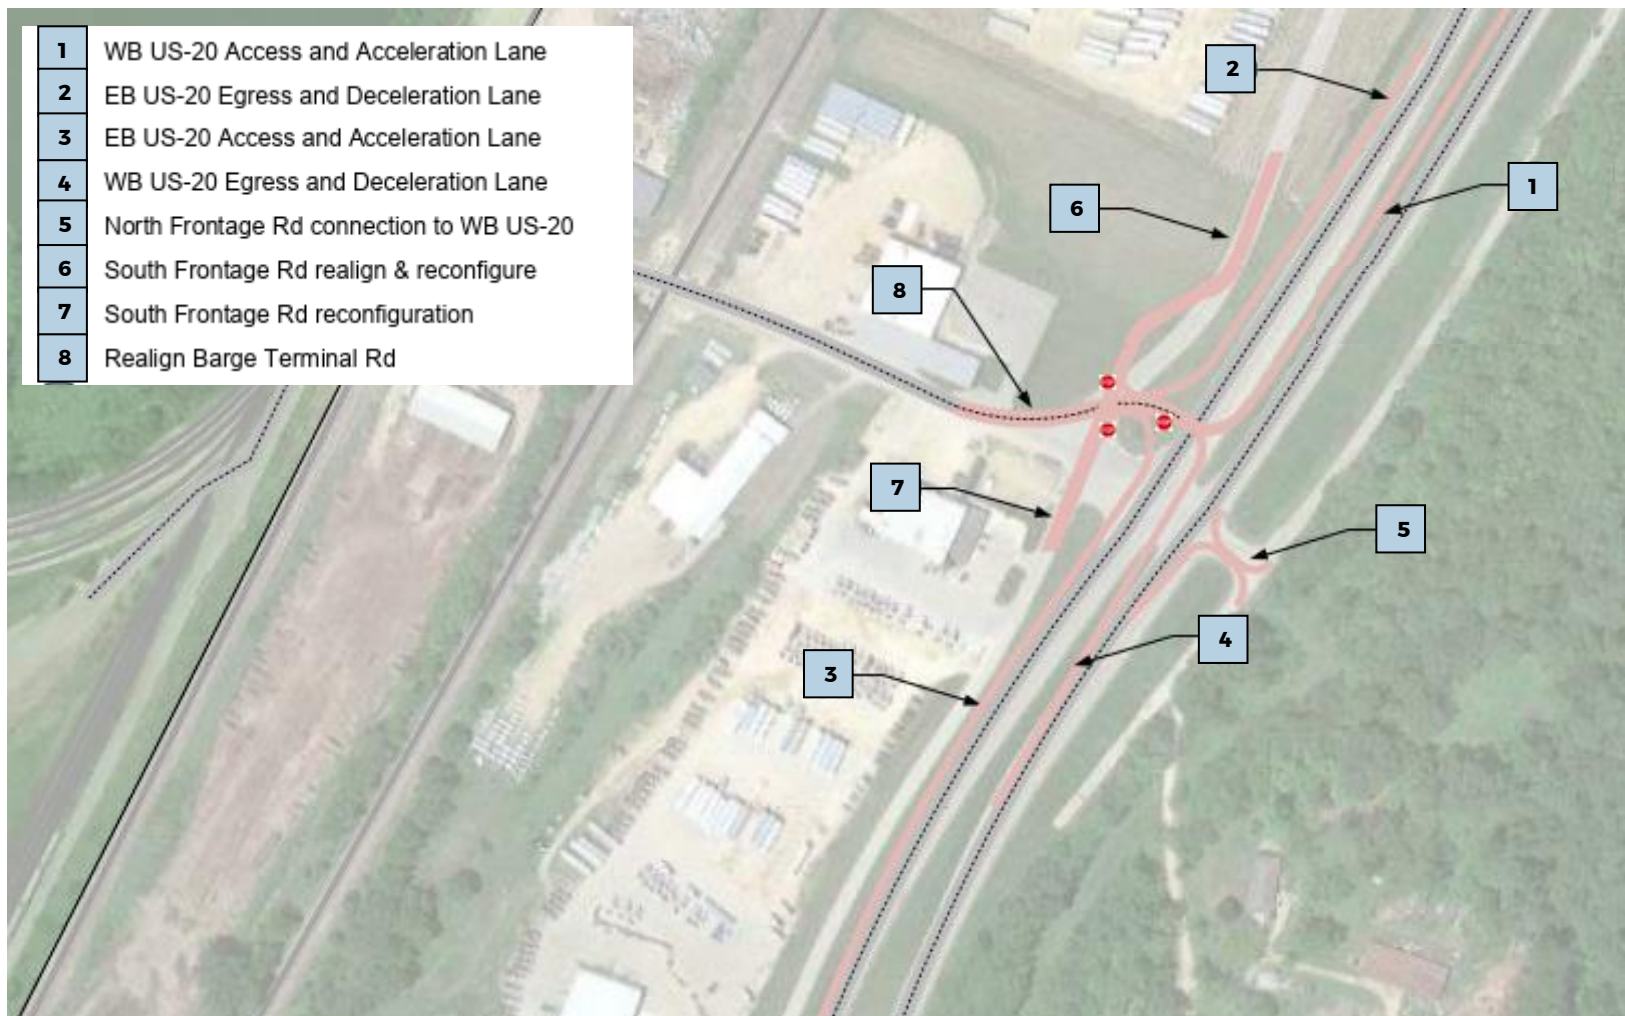 1 WB US-20 Access and Acceleration Lane
2 EB US-20 Egress and Deceleration Lane
3 EB US-20 Access and Acceleration Lane
4 WB US-20 Egress and Deceleration Lane
5 North Frontage Rd connection to WB US-20
6 South Frontage Rd realign & reconfigure
7 South Frontage Rd reconfiguration
8 Realign Barge Terminal Rd
2
1
6
8
7
5
4
3